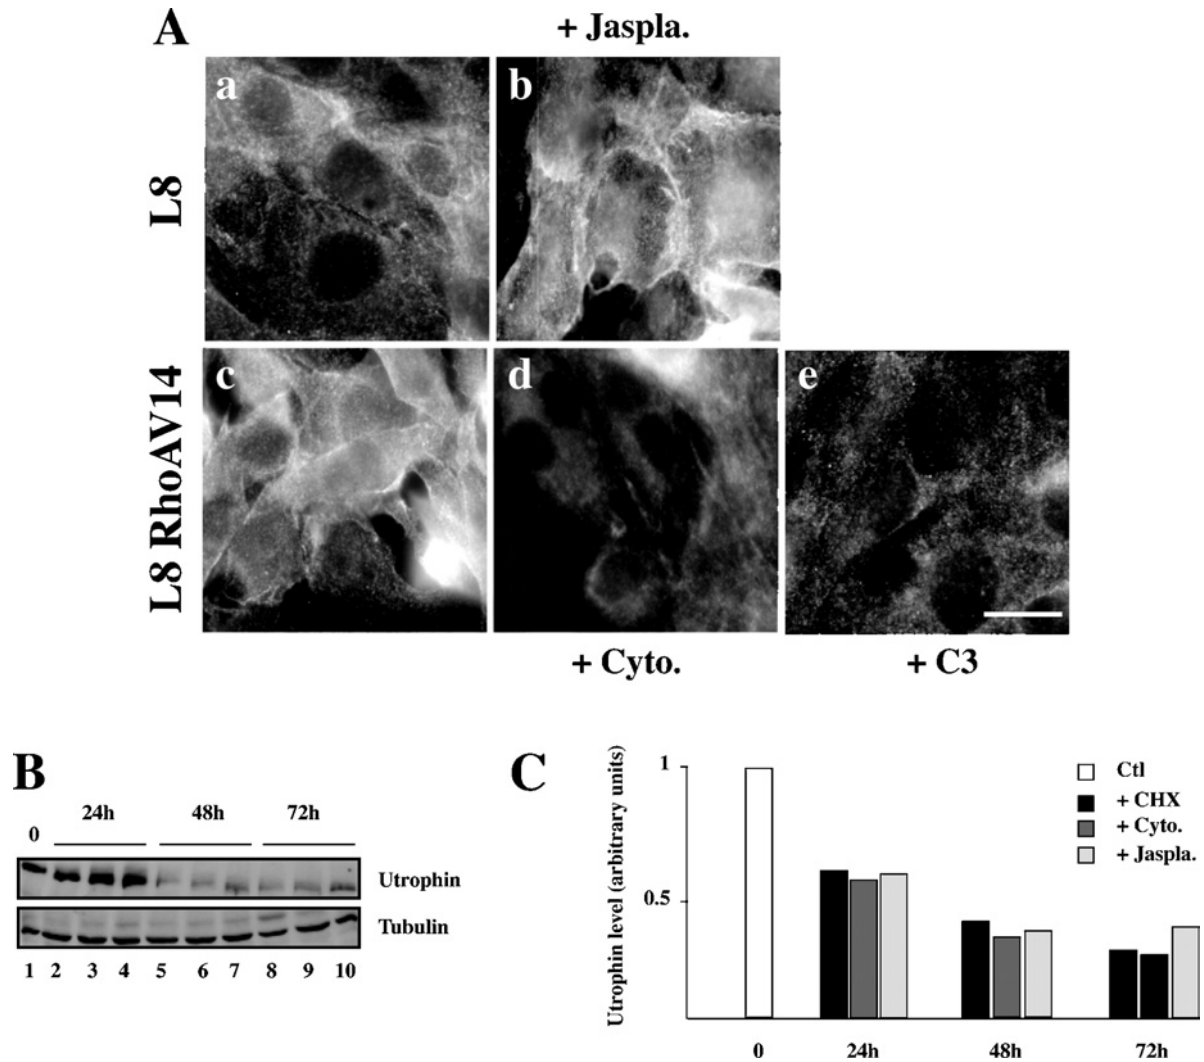 A
+ Jaspla.
a
b
L8
c
d
e
L8 RhoAV14
+ Cyto.
+ C3
B
24h
48h
72h
0
Utrophin
Tubulin
1 2 3 4 5 6 7 8 9 10
C
Utrophin level (arbitrary units)
1
0.5
Ctl
+ CHX
+ Cyto.
+ Jaspla.
0 24h 48h 72h